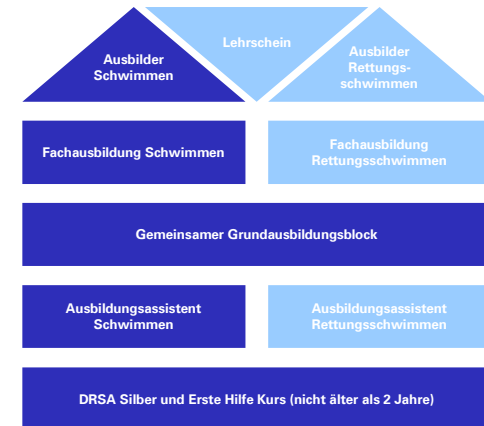 Lehrschein
Ausbilder
Schwimmen
Ausbilder
Rettungs-
schwimmen
Fachausbildung Schwimmen
Fachausbildung
Rettungsschwimmen
Gemeinsamer Grundausbildungsblock
Ausbildungsassistent
Schwimmen
Ausbildungsassistent
Rettungsschwimmen
DRSA Silber und Erste Hilfe Kurs (nicht älter als 2 Jahre)